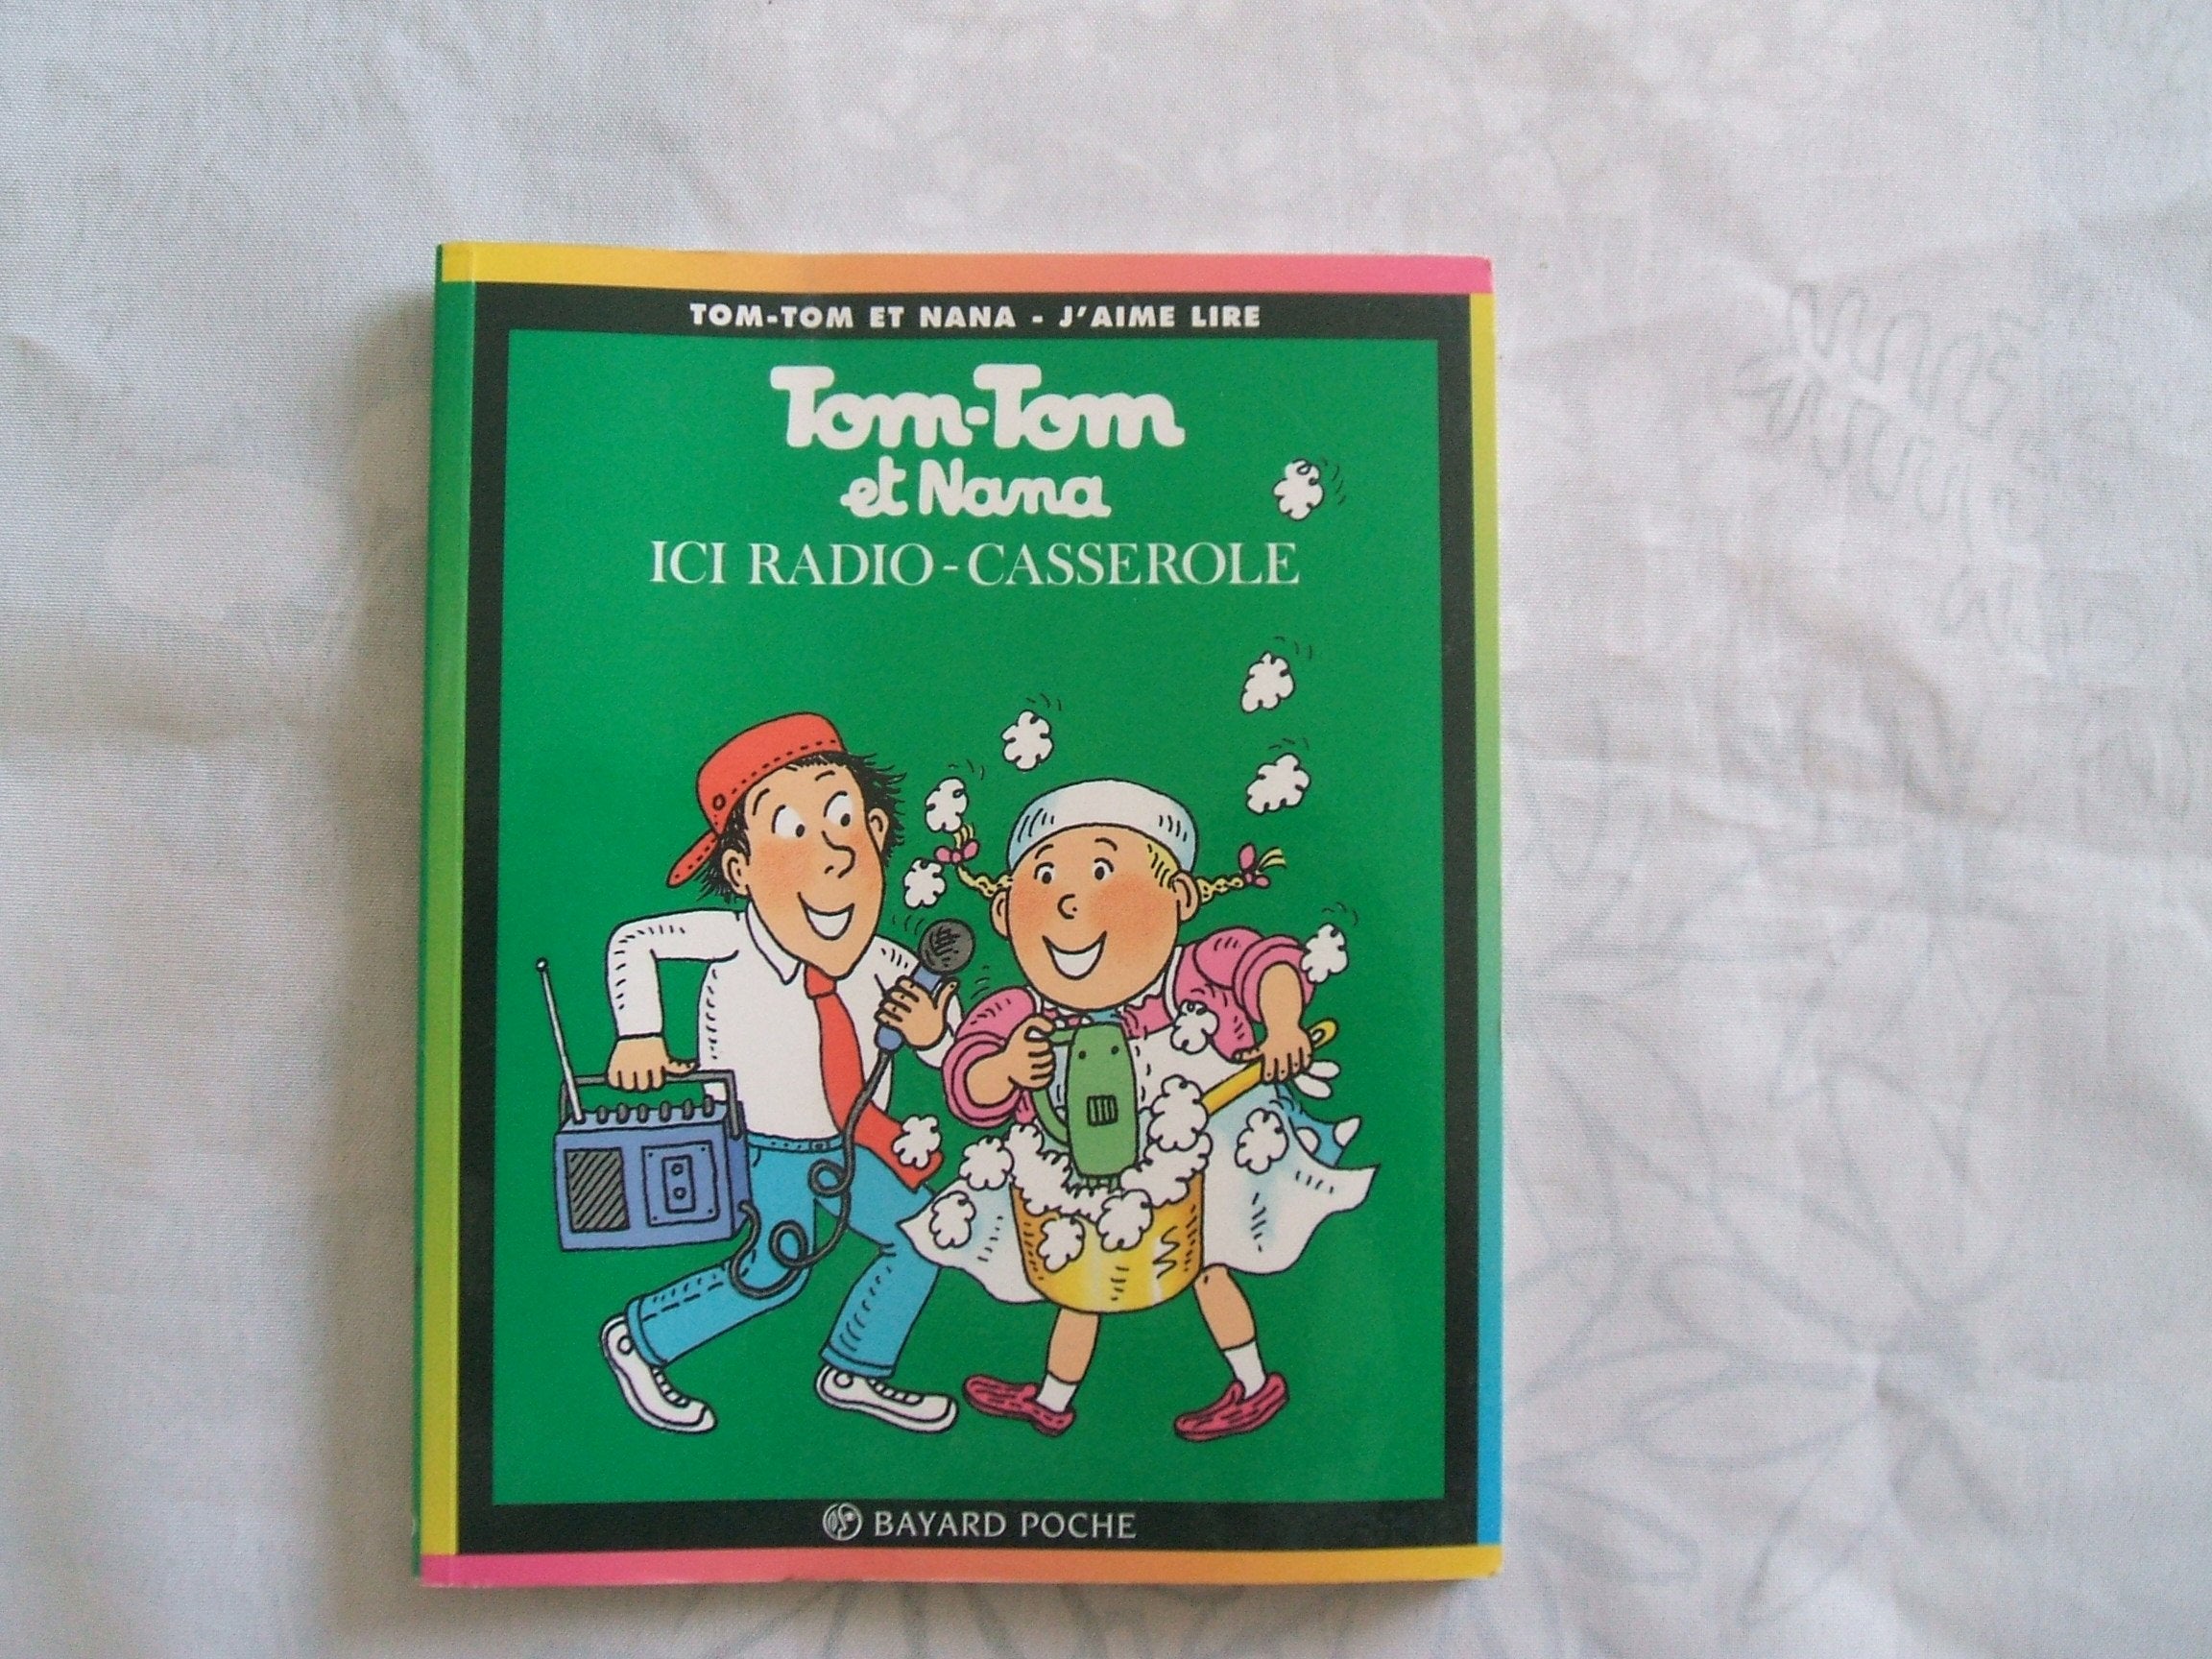 TOM-TOM ET NANA - J'AIME LIRE
Tom-Tom
et Nana
ICI RADIO-CASSEROLE
BAYARD POCHE